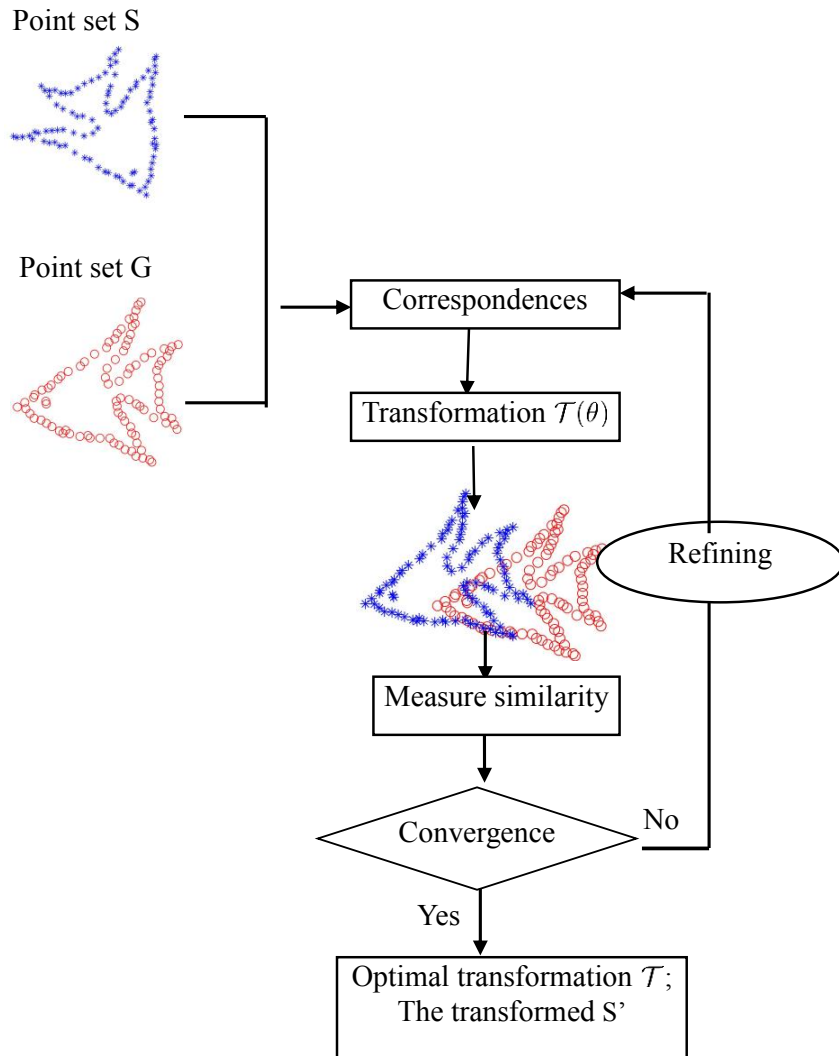 Point set S
Point set G
Correspondences
Transformation 𝒯(θ)
Refining
Measure similarity
Convergence
No
Yes
Optimal transformation 𝒯;
The transformed S’